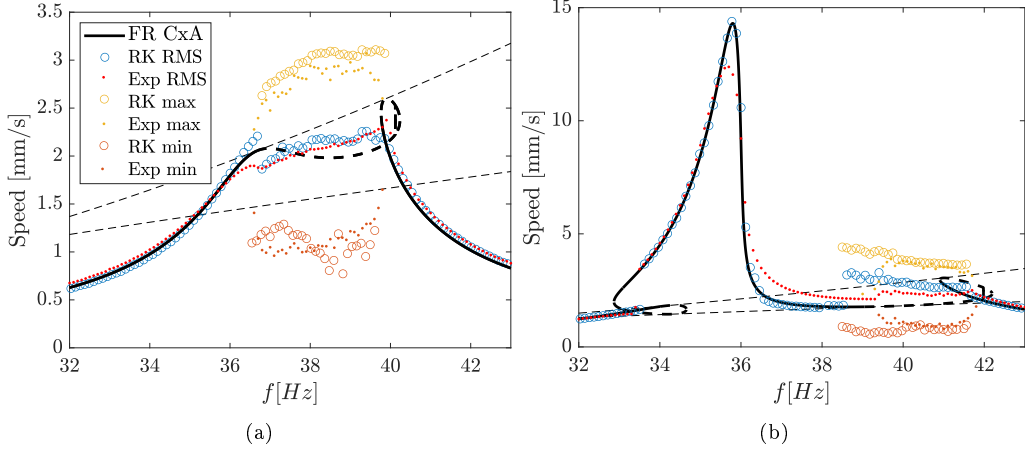 3.5
3
2.5
2
1.5
1
0.5
0
Speed [mm/s]
FR CxA
RK RMS
Exp RMS
RK max
Exp max
RK min
Exp min
32 34 36 38 40 42
f[Hz]
(a)
15
10
5
0
Speed [mm/s]
32 34 36 38 40 42
f[Hz]
(b)